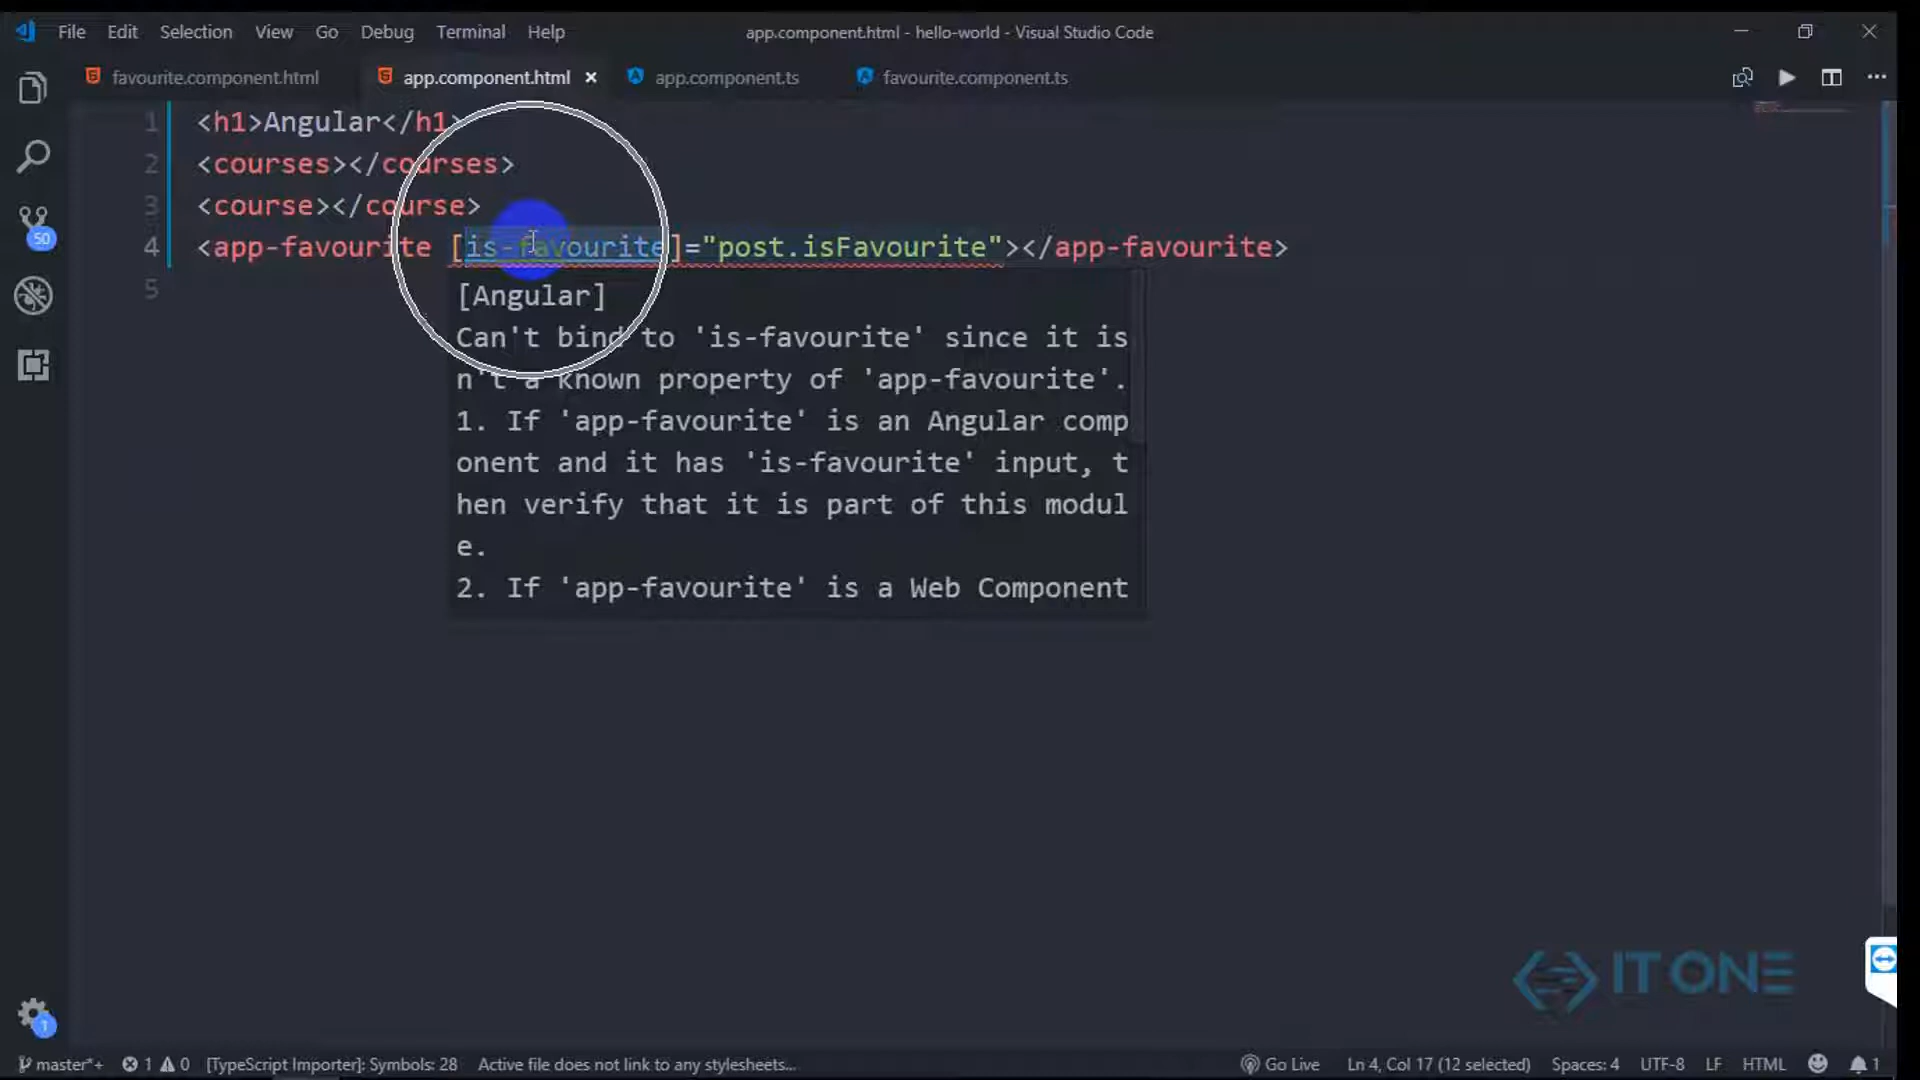 File Edit Selection View Go Debug Terminal Help
app.component.html - hello-world - Visual Studio Code
favourite.component.html
app.component.html ×
app.component.ts
favourite.component.ts
1 <h1>Angular</h1>
2 <courses></courses>
3 <course></course>
4 <app-favourite [is-favourite]="post.isFavourite"></app-favourite>
5
[Angular]
Can't bind to 'is-favourite' since it is
n't a known property of 'app-favourite'.
1. If 'app-favourite' is an Angular comp
onent and it has 'is-favourite' input, t
hen verify that it is part of this modul
e.
2. If 'app-favourite' is a Web Component
50
1
IT ONE
master*+ 1 0 [TypeScript Importer]: Symbols: 28 Active file does not link to any stylesheets... Go Live Ln 4, Col 17 (12 selected) Spaces: 4 UTF-8 LF HTML 1